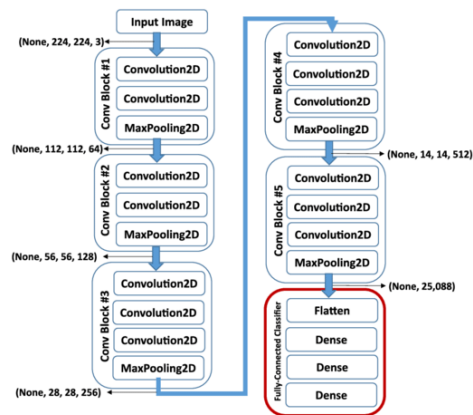 Input Image
(None, 224, 224, 3)
Conv Block #1
Convolution2D
Convolution2D
MaxPooling2D
(None, 112, 112, 64)
Conv Block #2
Convolution2D
Convolution2D
MaxPooling2D
(None, 56, 56, 128)
Conv Block #3
Convolution2D
Convolution2D
Convolution2D
MaxPooling2D
(None, 28, 28, 256)
Conv Block #4
Convolution2D
Convolution2D
Convolution2D
MaxPooling2D
(None, 14, 14, 512)
Conv Block #5
Convolution2D
Convolution2D
Convolution2D
MaxPooling2D
(None, 25,088)
Fully-Connected Classifier
Flatten
Dense
Dense
Dense